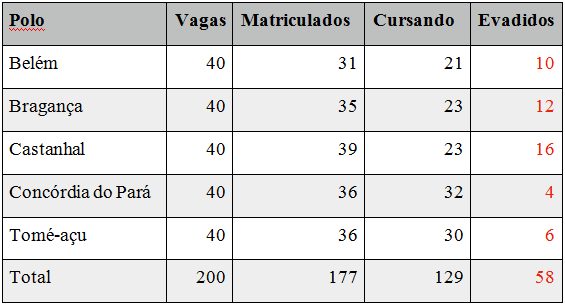 Polo Vagas Matriculados Cursando Evadidos
Belém 40 31 21 10
Bragança 40 35 23 12
Castanhal 40 39 23 16
Concórdia do Pará 40 36 32 4
Tomé-açu 40 36 30 6
Total 200 177 129 58